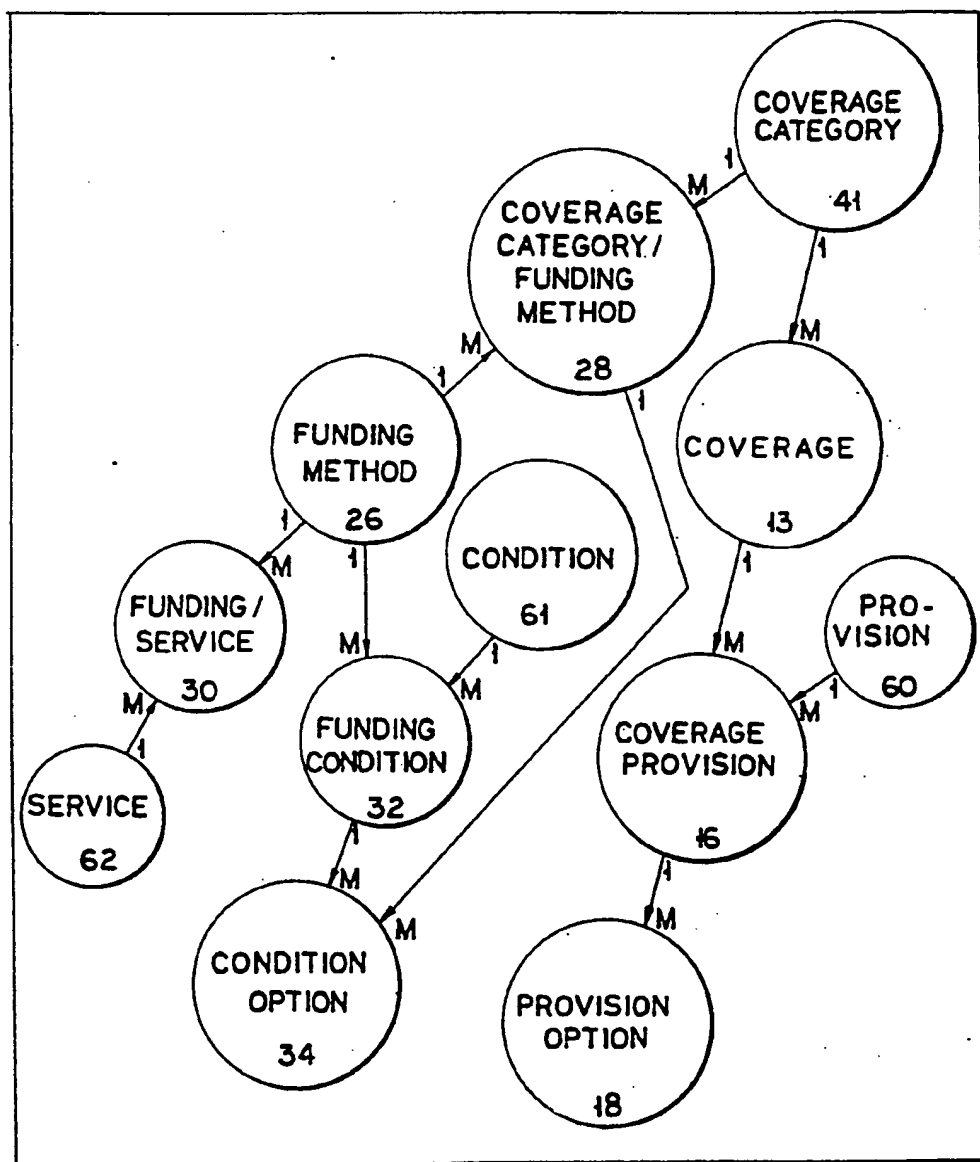 COVERAGE
CATEGORY
41
1
M
1
M
COVERAGE
CATEGORY/
FUNDING
METHOD
28
1
M
1
FUNDING
METHOD
26
1
M
1
M
COVERAGE
13
1
M
CONDITION
61
1
M
PRO-
VISION
60
1
M
FUNDING/
SERVICE
30
M
1
SERVICE
62
FUNDING
CONDITION
32
1
M
M
COVERAGE
PROVISION
16
1
M
CONDITION
OPTION
34
PROVISION
OPTION
18